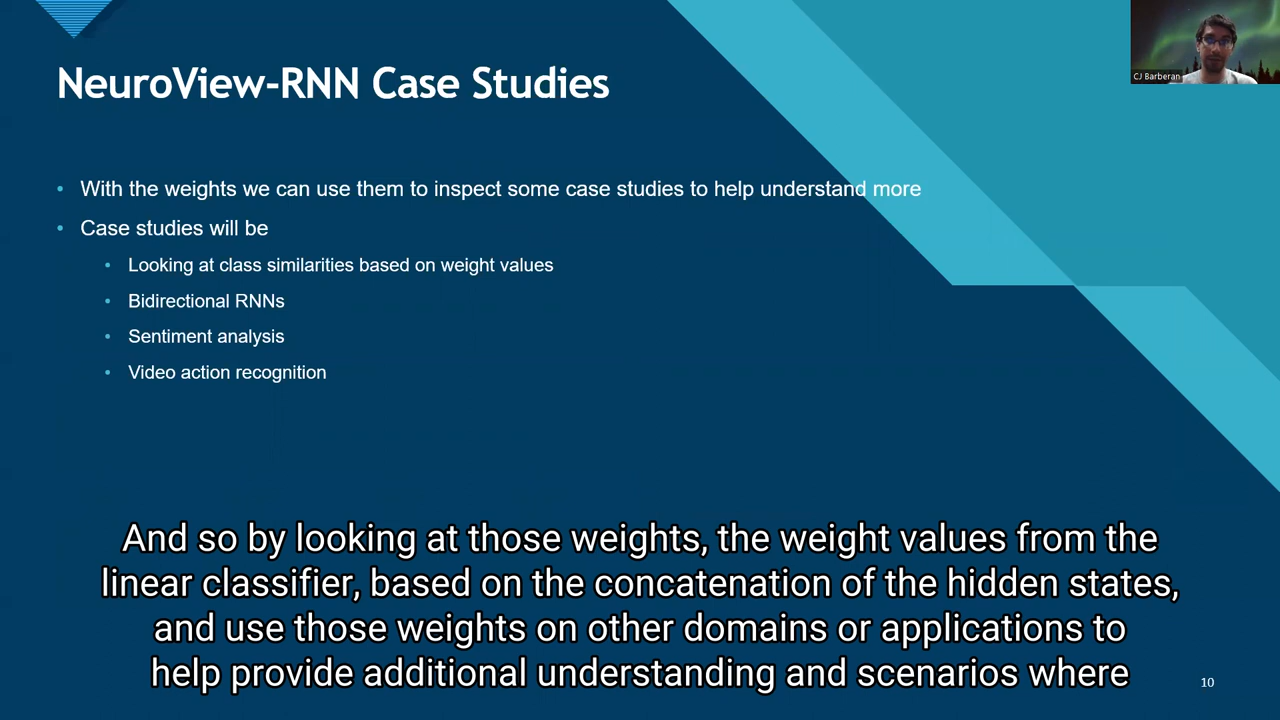 NeuroView-RNN Case Studies
CJ Barberan
• With the weights we can use them to inspect some case studies to help understand more
• Case studies will be
• Looking at class similarities based on weight values
• Bidirectional RNNs
• Sentiment analysis
• Video action recognition
And so by looking at those weights, the weight values from the
linear classifier, based on the concatenation of the hidden states,
and use those weights on other domains or applications to
help provide additional understanding and scenarios where
10